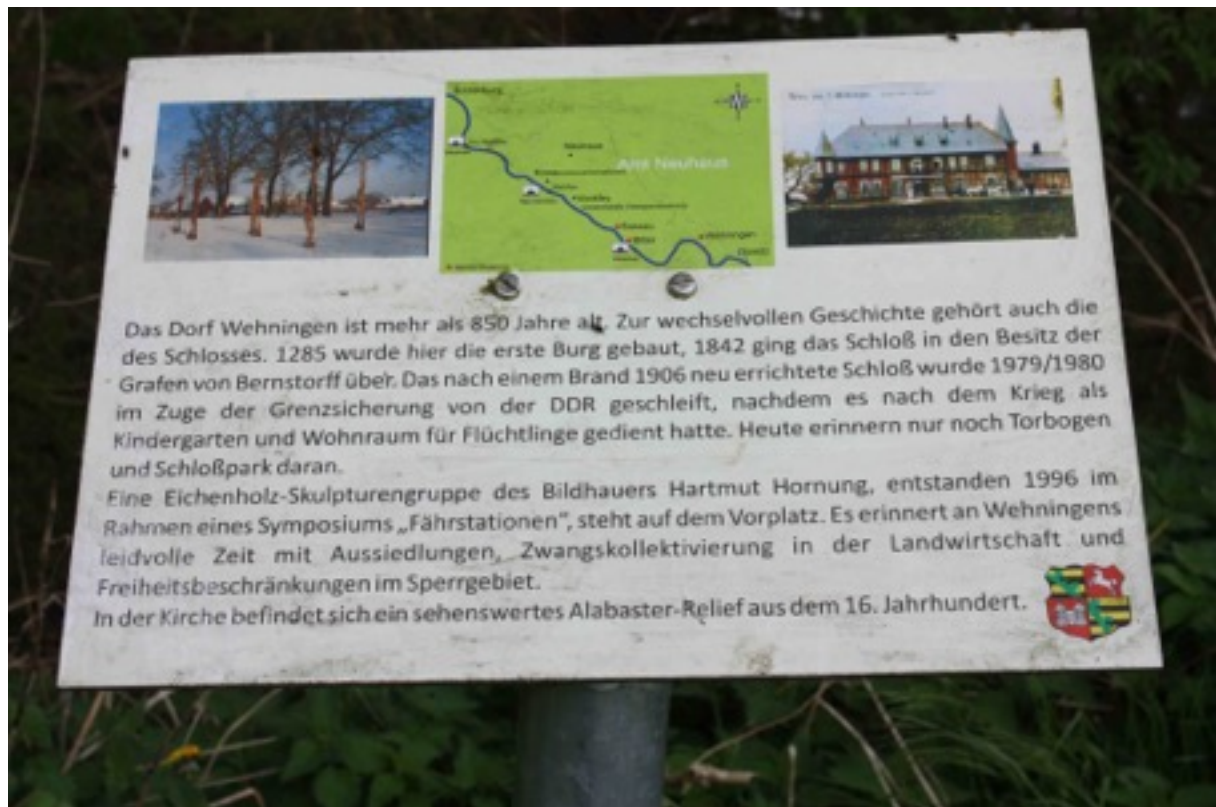 Amt Neuhaus
Das Dorf Wehningen ist mehr als 850 Jahre alt. Zur wechselvollen Geschichte gehört auch die
des Schlosses. 1285 wurde hier die erste Burg gebaut, 1842 ging das Schloß in den Besitz der
Grafen von Bernstorff über. Das nach einem Brand 1906 neu errichtete Schloß wurde 1979/1980
im Zuge der Grenzsicherung von der DDR geschleift, nachdem es nach dem Krieg als
Kindergarten und Wohnraum für Flüchtlinge gedient hatte. Heute erinnern nur noch Torbogen
und Schloßpark daran.
Eine Eichenholz-Skulpturengruppe des Bildhauers Hartmut Hornung, entstanden 1996 im
Rahmen eines Symposiums „Fährstationen“, steht auf dem Vorplatz. Es erinnert an Wehningens
leidvolle Zeit mit Aussiedlungen, Zwangskollektivierung in der Landwirtschaft und
Freiheitsbeschränkungen im Sperrgebiet.
In der Kirche befindet sich ein sehenswertes Alabaster-Relief aus dem 16. Jahrhundert.